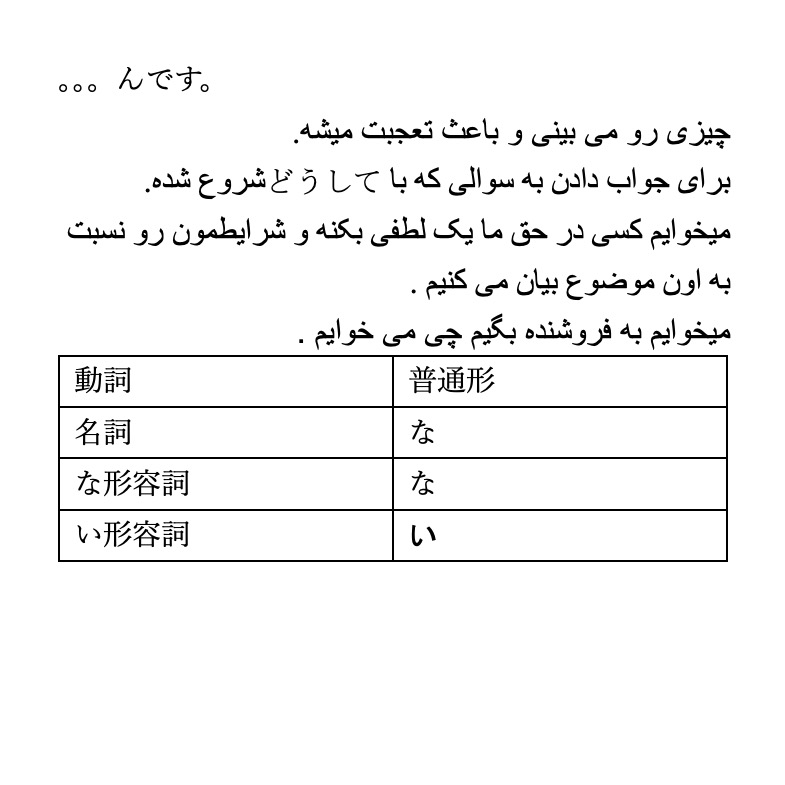 。。。んです。
چیزی رو می بینی و باعث تعجبت میشه.
برای جواب دادن به سوالی که با どうして شروع شده.
میخوایم کسی در حق ما یک لطفی بکنه و شرایطمون رو نسبت
به اون موضوع بیان می کنیم .
میخوایم به فروشنده بگیم چی می خوایم .
動詞 普通形
名詞 な
な形容詞 な
い形容詞 い